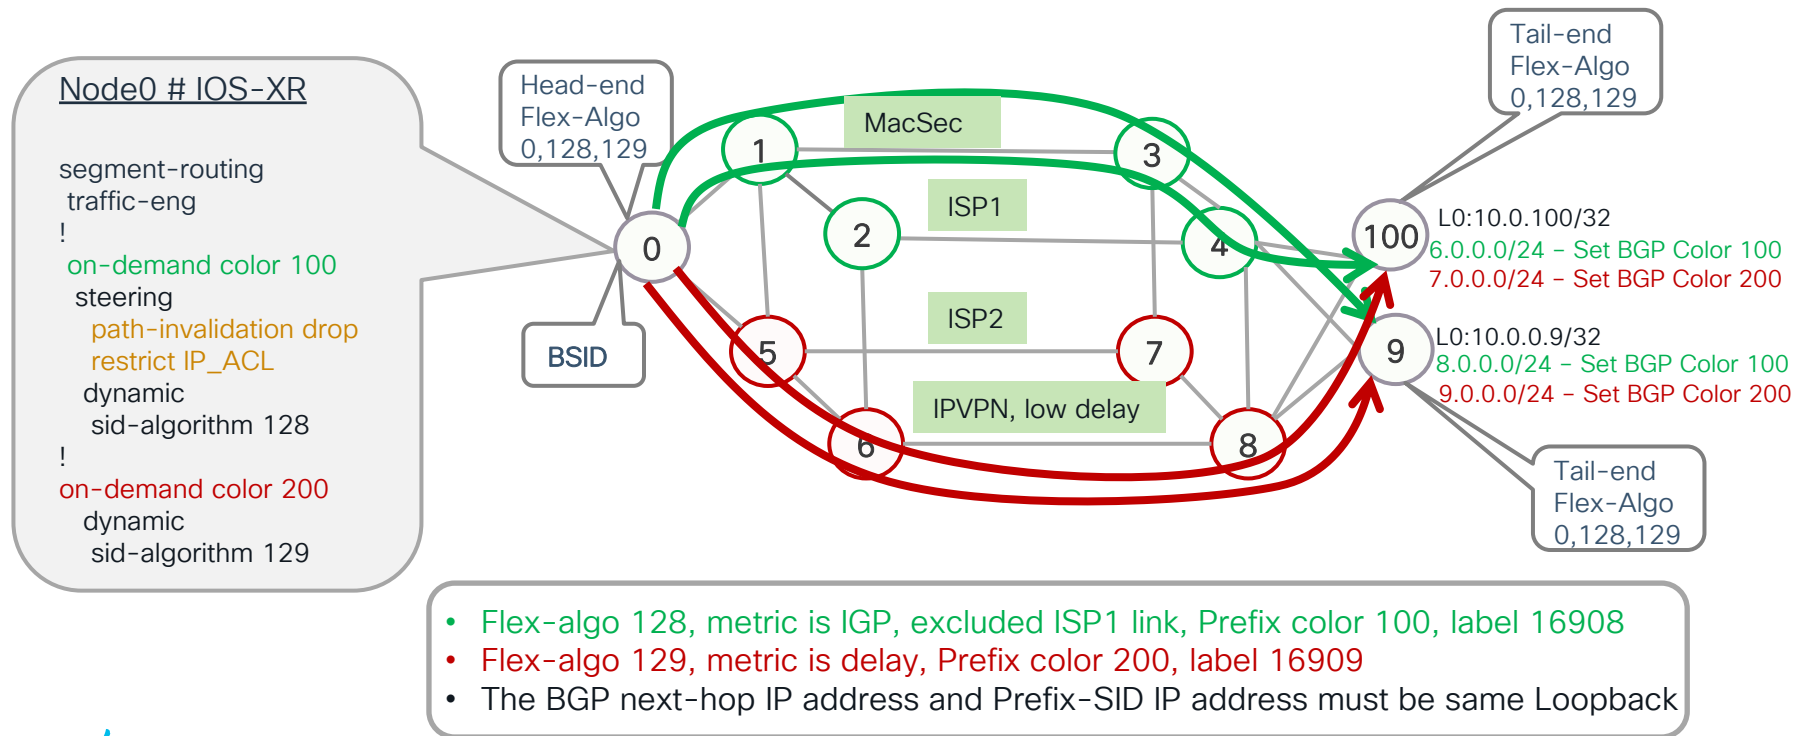 Node0 # IOS-XR
segment-routing
traffic-eng
!
on-demand color 100
steering
path-invalidation drop
restrict IP_ACL
dynamic
sid-algorithm 128
!
on-demand color 200
dynamic
sid-algorithm 129
Head-end
Flex-Algo
0,128,129
BSID
0
1
2
3
4
5
6
7
8
100
9
MacSec
ISP1
ISP2
IPVPN, low delay
Tail-end
Flex-Algo
0,128,129
L0:10.0.100/32
6.0.0.0/24 - Set BGP Color 100
7.0.0.0/24 - Set BGP Color 200
L0:10.0.0.9/32
8.0.0.0/24 - Set BGP Color 100
9.0.0.0/24 - Set BGP Color 200
Tail-end
Flex-Algo
0,128,129
• Flex-algo 128, metric is IGP, excluded ISP1 link, Prefix color 100, label 16908
• Flex-algo 129, metric is delay, Prefix color 200, label 16909
• The BGP next-hop IP address and Prefix-SID IP address must be same Loopback